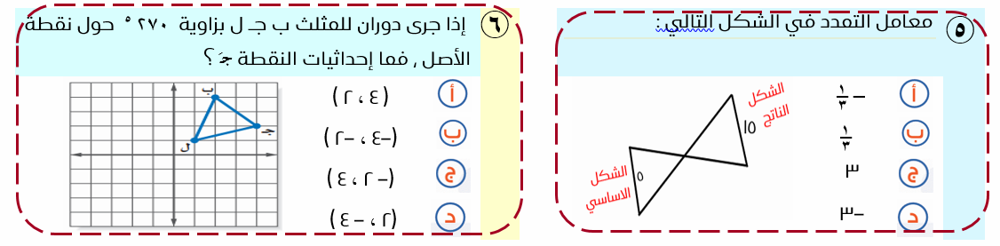 ٥
معامل التمدد في الشكل التالي :
أ
– ١/٣
ب
١/٣
ج
٣
د
–٣
الشكل
الناتج
١٥
٥
الشكل
الاساسي
٦
إذا جرى دوران للمثلث ب جـ ل بزاوية ٢٧٠ ° حول نقطة
الأصل , فما إحداثيات النقطة جـَ ؟
أ
(٤ ، ٢)
ب
(–٤ ، –٢)
ج
(–٢ ، ٤)
د
(٢ ، –٤)
ب
جـ
ل